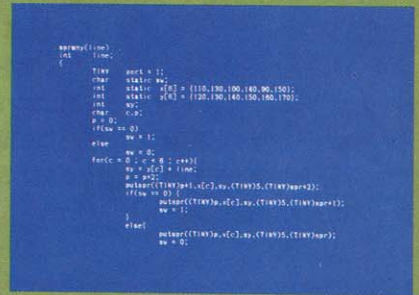 sprmny(line)
int line;
{
TINY port = 1;
char static sw;
int static x[6] = {110,130,100,140,90,150};
int static y[6] = {120,130,140,150,160,170};
int sy;
char c,p;
p = 0;
if(sw == 0)
sw = 1;
else
sw = 0;
for(c = 0 ; c < 6 ; c++){
sy = y[c] + line;
p = p+2;
putspr((TINY)p+1,x[c],sy,(TINY)5,(TINY)spr+2);
if(sw == 0) {
putspr((TINY)p,x[c],sy,(TINY)5,(TINY)spr+1);
sw = 1;
}
else{
putspr((TINY)p,x[c],sy,(TINY)5,(TINY)spr);
sw = 0;